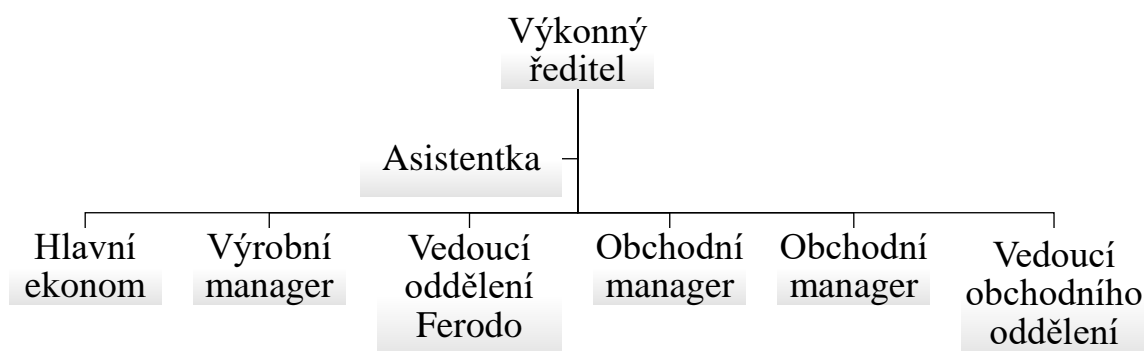 Výkonný
ředitel
Asistentka
Hlavní
ekonom
Výrobní
manager
Vedoucí
oddělení
Ferodo
Obchodní
manager
Obchodní
manager
Vedoucí
obchodního
oddělení